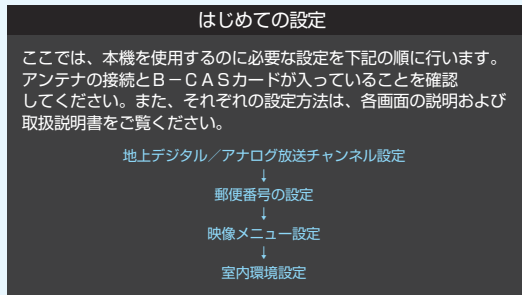 はじめての設定
ここでは、本機を使用するのに必要な設定を下記の順に行います。
アンテナの接続とB－CASカードが入っていることを確認
してください。また、それぞれの設定方法は、各画面の説明および
取扱説明書をご覧ください。
地上デジタル／アナログ放送チャンネル設定
↓
郵便番号の設定
↓
映像メニュー設定
↓
室内環境設定